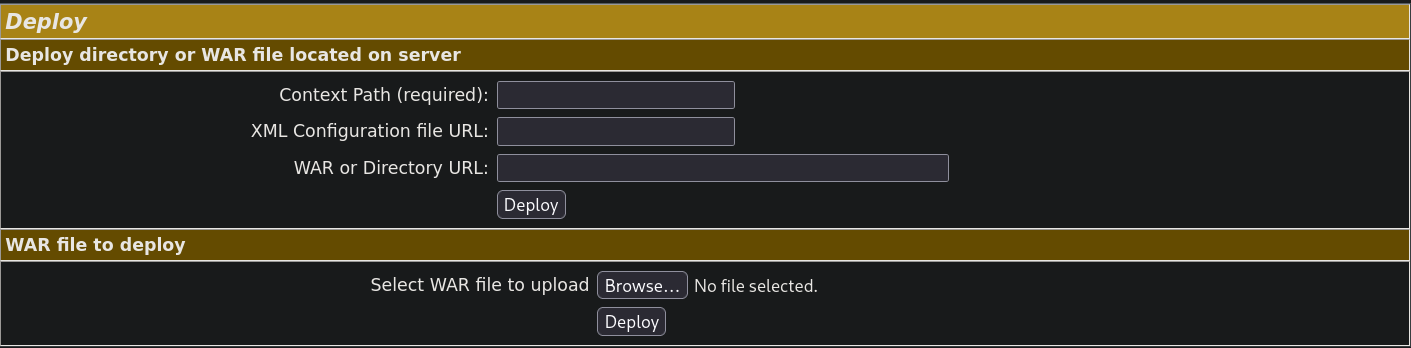 Deploy
Deploy directory or WAR file located on server
Context Path (required):
XML Configuration file URL:
WAR or Directory URL:
Deploy
WAR file to deploy
Select WAR file to upload Browse... No file selected.
Deploy